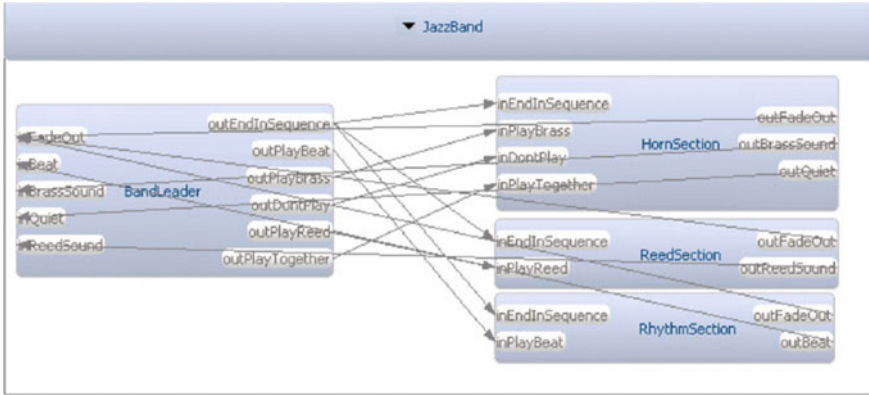 JazzBand
inFadeOut
inBeat
inBrassSound
inQuiet
inReedSound
BandLeader
outEndInSequence
outPlayBeat
outPlayBrass
outDontPlay
outPlayReed
outPlayTogether
inEndInSequence
inPlayBrass
inDontPlay
inPlayTogether
HornSection
outFadeOut
outBrassSound
outQuiet
inEndInSequence
inPlayReed
ReedSection
outFadeOut
outReedSound
inEndInSequence
inPlayBeat
RhythmSection
outFadeOut
outBeat